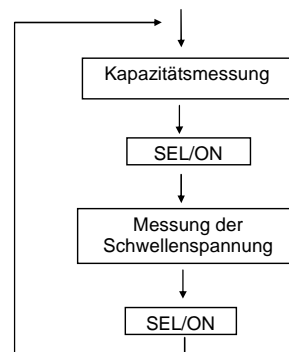 Kapazitätsmessung
SEL/ON
Messung der
Schwellenspannung
SEL/ON